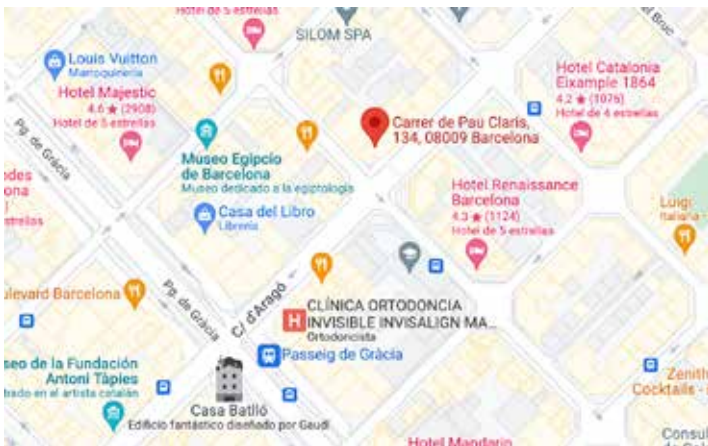 Hotel de 5 estrellas
SILOM SPA
del Bruc
Louis Vuitton
Marroquinería
Hotel Majestic
4.6 ★ (2908)
Hotel de 5 estrellas
Hotel Catalonia
Eixample 1864
4.2 ★ (1076)
Hotel de 4 estrellas
Carrer de Pau Claris,
134, 08009 Barcelona
Pg. de Gràcia
Museo Egipcio
de Barcelona
Museo dedicado a la egiptología
Hotel Renaissance
Barcelona
4.3 ★ (1124)
Hotel de 5 estrellas
Casa del Libro
Librería
Luigi
Italiana
ulevard Barcelona
Pg. de Gràcia
C/ d'Aragó
CLÍNICA ORTODONCIA
INVISIBLE INVISALIGN MA...
Ortodoncista
Passeig de Gràcia
seo de la Fundación
Antoni Tàpies
trado en el artista catalán
Casa Batlló
Edificio fantástico diseñado por Gaudí
Zenith
Cocktails -
Hotel Mandarin
Consul